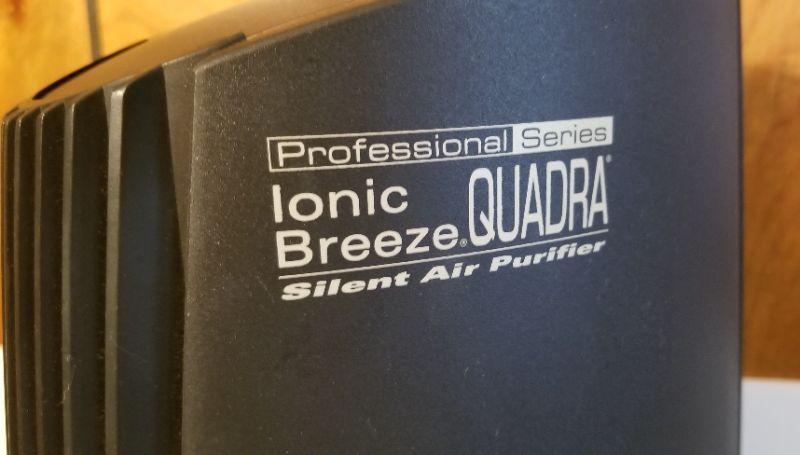 Professional Series
Ionic
Breeze® QUADRA®
Silent Air Purifier